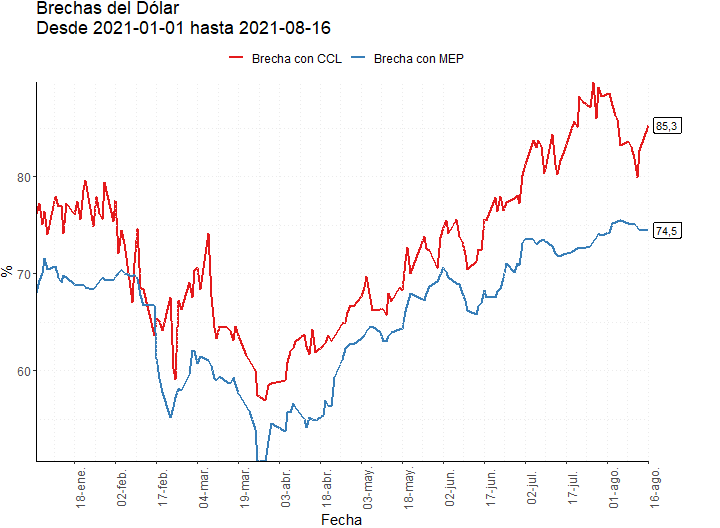 Brechas del Dólar
Desde 2021-01-01 hasta 2021-08-16
Brecha con CCL
Brecha con MEP
85,3
80
74,5
70
%
60
18-ene.
02-feb.
17-feb.
04-mar.
19-mar.
03-abr.
18-abr.
03-may.
18-may.
02-jun.
17-jun.
02-jul.
17-jul.
01-ago.
16-ago.
Fecha